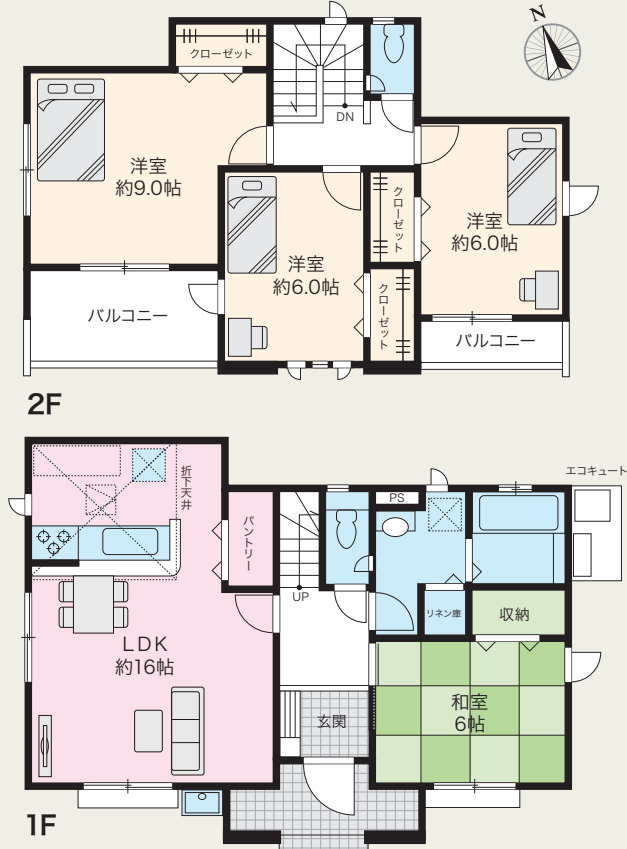 N
クローゼット
DN
洋室
約9.0帖
クローゼット
洋室
約6.0帖
洋室
約6.0帖
クローゼット
バルコニー
バルコニー
2F
エコキュート
折下天井
PS
パントリー
UP
リネン庫
収納
LDK
約16帖
和室
6帖
玄関
1F